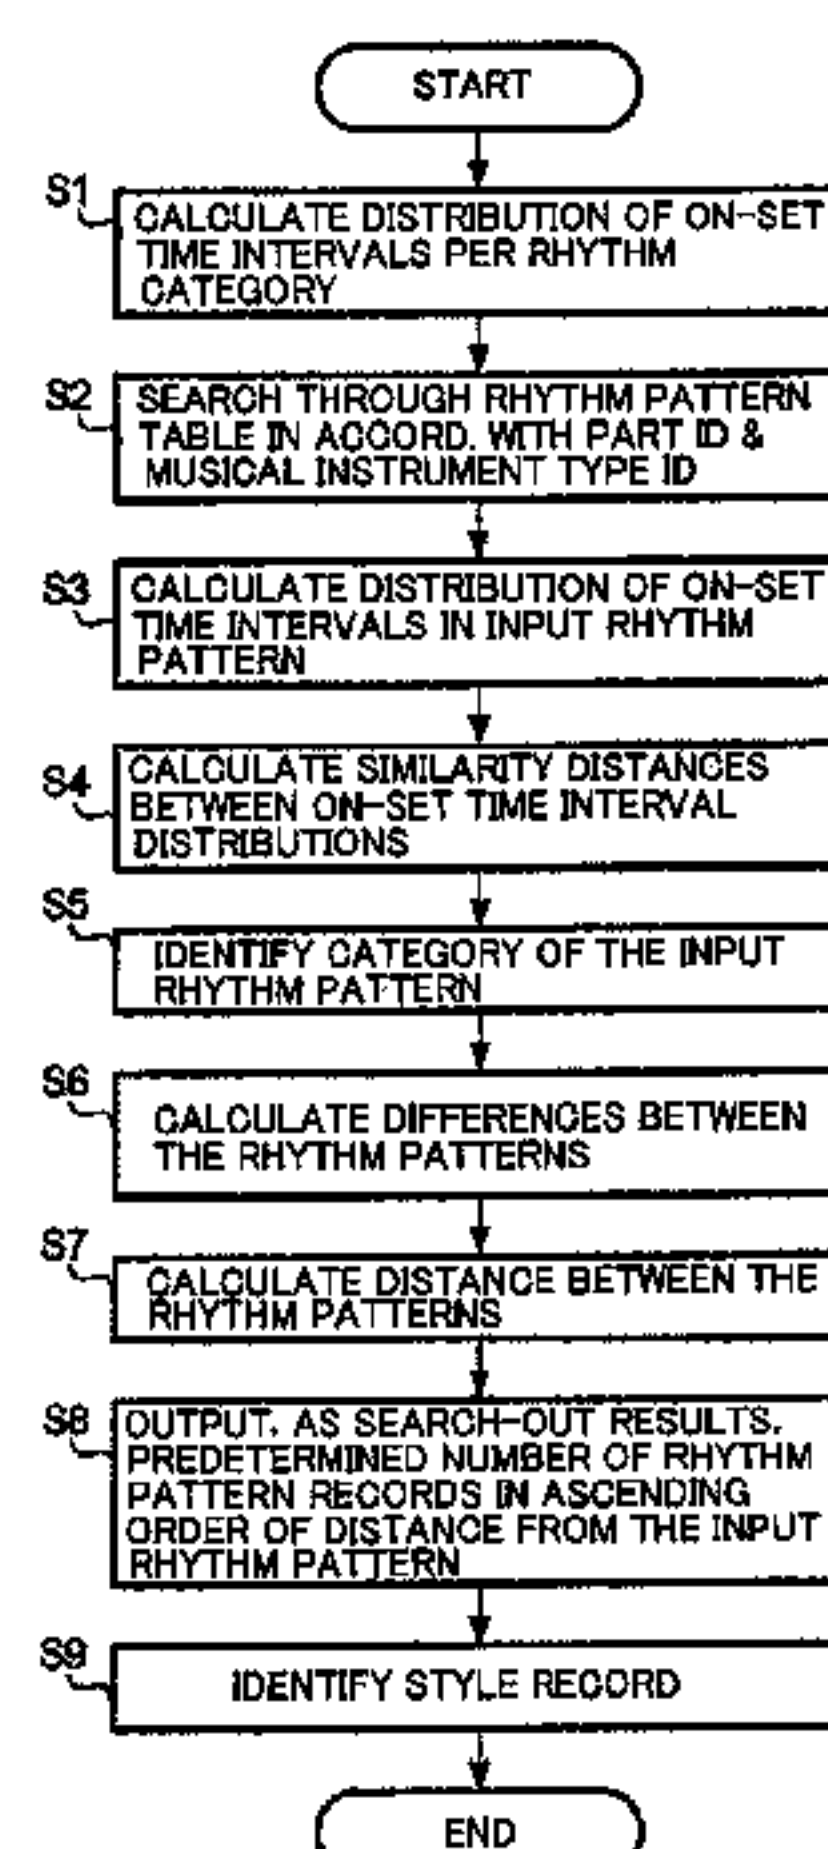 START
S1
CALCULATE DISTRIBUTION OF ON-SET
TIME INTERVALS PER RHYTHM
CATEGORY
S2
SEARCH THROUGH RHYTHM PATTERN
TABLE IN ACCORD. WITH PART ID &
MUSICAL INSTRUMENT TYPE ID
S3
CALCULATE DISTRIBUTION OF ON-SET
TIME INTERVALS IN INPUT RHYTHM
PATTERN
S4
CALCULATE SIMILARITY DISTANCES
BETWEEN ON-SET TIME INTERVAL
DISTRIBUTIONS
S5
IDENTIFY CATEGORY OF THE INPUT
RHYTHM PATTERN
S6
CALCULATE DIFFERENCES BETWEEN
THE RHYTHM PATTERNS
S7
CALCULATE DISTANCE BETWEEN THE
RHYTHM PATTERNS
S8
OUTPUT, AS SEARCH-OUT RESULTS,
PREDETERMINED NUMBER OF RHYTHM
PATTERN RECORDS IN ASCENDING
ORDER OF DISTANCE FROM THE INPUT
RHYTHM PATTERN
S9
IDENTIFY STYLE RECORD
END